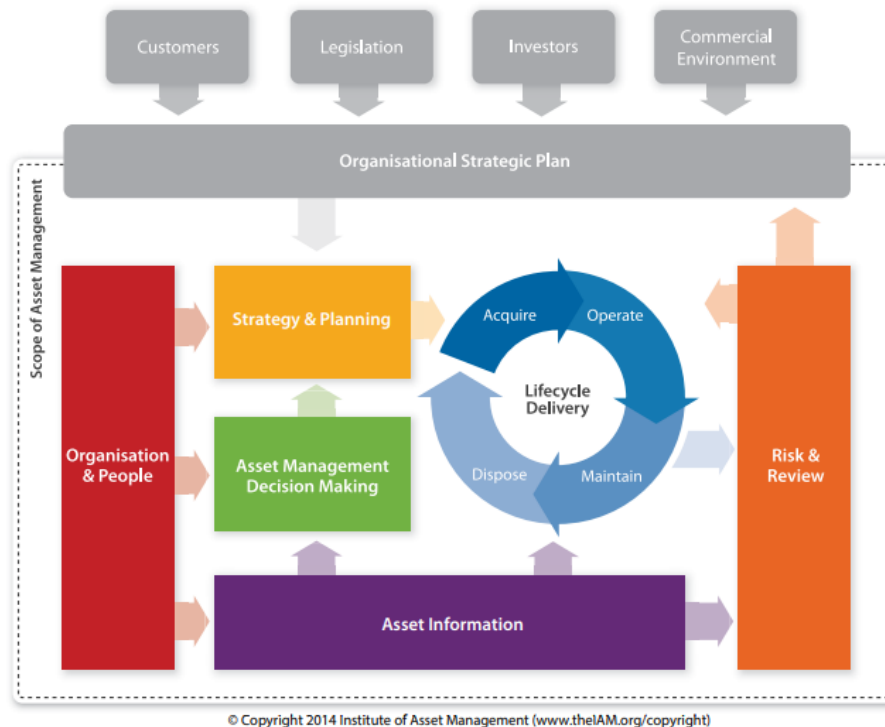 Customers
Legislation
Investors
Commercial
Environment
Organisational Strategic Plan
Scope of Asset Management
Organisation
& People
Strategy & Planning
Asset Management
Decision Making
Acquire
Operate
Lifecycle
Delivery
Dispose
Maintain
Risk &
Review
Asset Information
© Copyright 2014 Institute of Asset Management (www.theIAM.org/copyright)